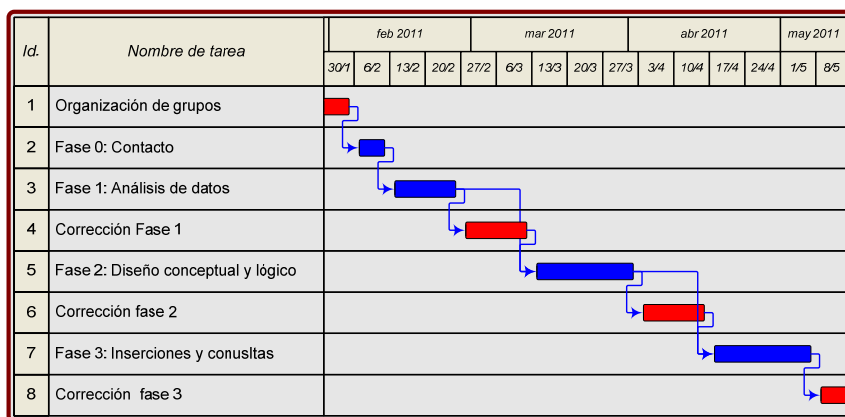 Id.
Nombre de tarea
feb 2011 mar 2011 abr 2011 may 2011
30/1 6/2 13/2 20/2 27/2 6/3 13/3 20/3 27/3 3/4 10/4 17/4 24/4 1/5 8/5
1 Organización de grupos
2 Fase 0: Contacto
3 Fase 1: Análisis de datos
4 Corrección Fase 1
5 Fase 2: Diseño conceptual y lógico
6 Corrección fase 2
7 Fase 3: Inserciones y conusltas
8 Corrección fase 3